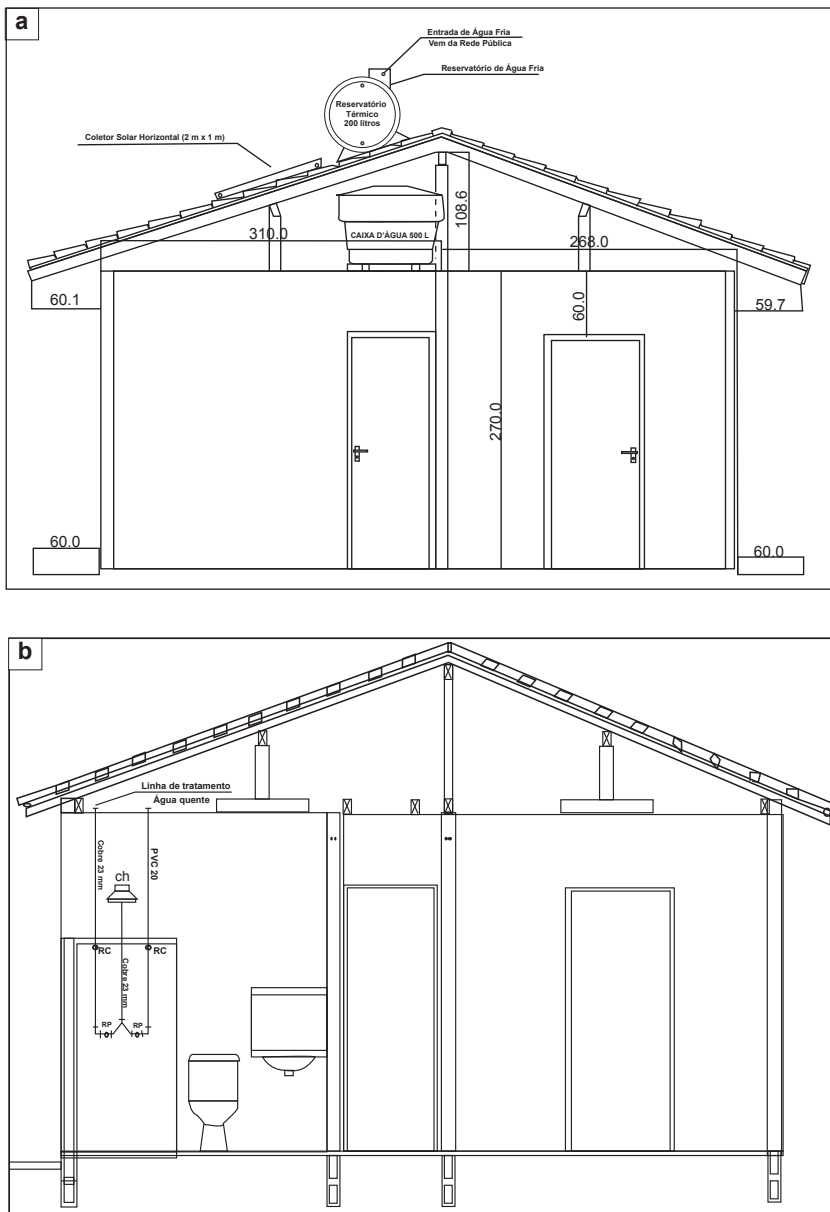 a
Entrada de Água Fria
Vem da Rede Pública
Reservatório de Água Fria
Reservatório
Térmico
200 litros
Coletor Solar Horizontal (2 m x 1 m)
108.6
310.0
CAIXA D'ÁGUA 500 L
268.0
60.1
60.0
59.7
270.0
60.0
60.0
b
Linha de tratamento
Água quente
Cobre 23 mm
PVC 20
ch
RC
RC
Cobre 23 mm
RP
RP